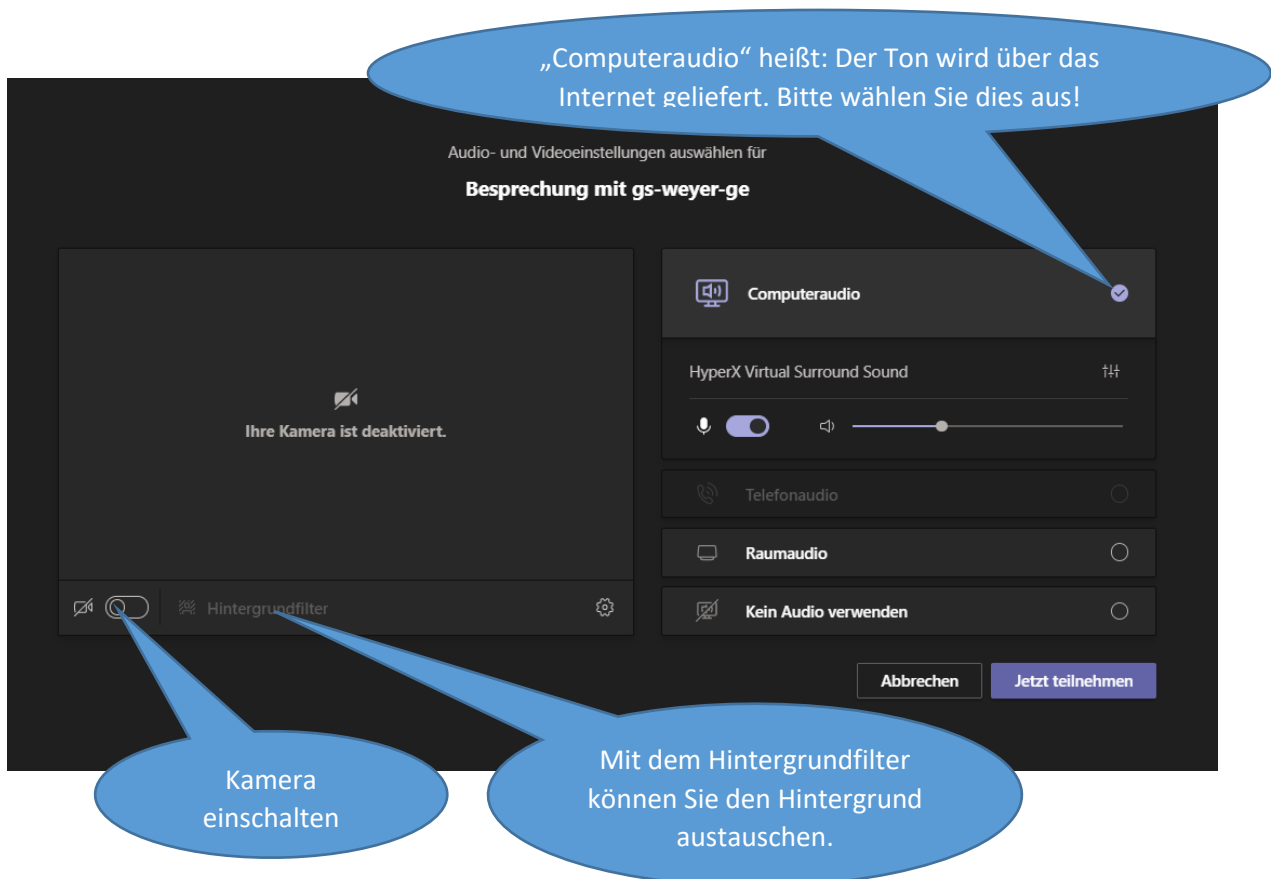 „Computeraudio“ heißt: Der Ton wird über das
Internet geliefert. Bitte wählen Sie dies aus!
Audio- und Videoeinstellungen auswählen für
Besprechung mit gs-weyer-ge
Computeraudio
HyperX Virtual Surround Sound
Ihre Kamera ist deaktiviert.
Telefonaudio
Raumaudio
Hintergrundfilter
Kein Audio verwenden
Abbrechen
Jetzt teilnehmen
Kamera
einschalten
Mit dem Hintergrundfilter
können Sie den Hintergrund
austauschen.